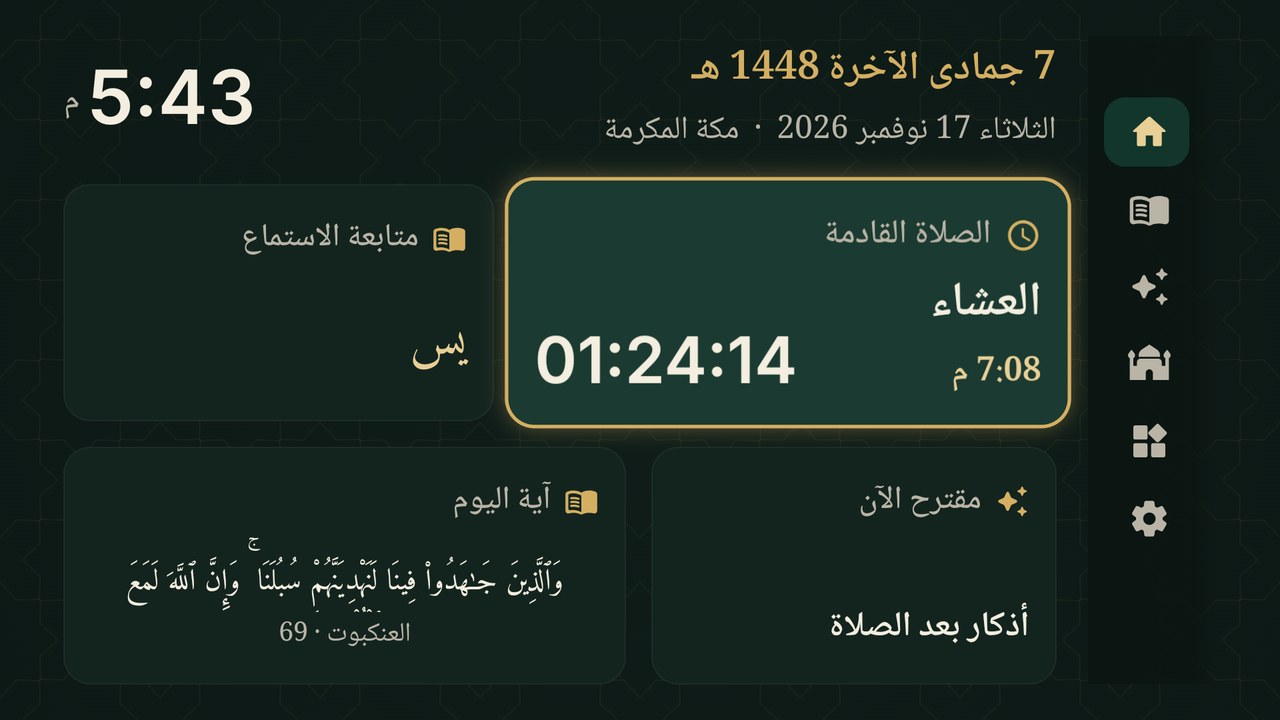 7 جمادى الآخرة 1448 هـ
الثلاثاء 17 نوفمبر 2026 · مكة المكرمة
5:43 م
الصلاة القادمة
العشاء
7:08 م
01:24:14
متابعة الاستماع
يس
مقترح الآن
أذكار بعد الصلاة
آية اليوم
وَٱلَّذِينَ جَـٰهَدُوا۟ فِينَا لَنَهْدِيَنَّهُمْ سُبُلَنَا ۚ وَإِنَّ ٱللَّهَ لَمَعَ
العنكبوت · 69